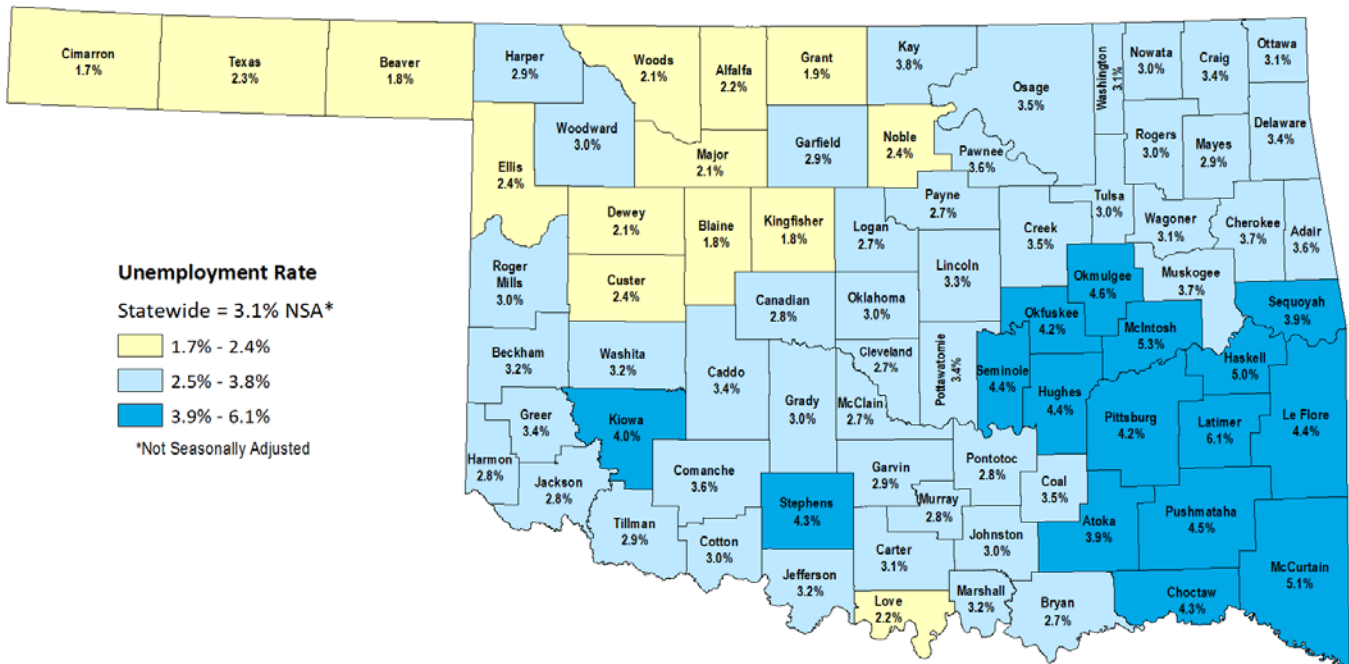 Cimarron
1.7%
Texas
2.3%
Beaver
1.8%
Harper
2.9%
Woods
2.1%
Alfalfa
2.2%
Grant
1.9%
Kay
3.8%
Osage
3.5%
Washington
3.1%
Nowata
3.0%
Craig
3.4%
Ottawa
3.1%
Ellis
2.4%
Woodward
3.0%
Major
2.1%
Garfield
2.9%
Noble
2.4%
Pawnee
3.6%
Rogers
3.0%
Mayes
2.9%
Delaware
3.4%
Dewey
2.1%
Blaine
1.8%
Kingfisher
1.8%
Logan
2.7%
Payne
2.7%
Creek
3.5%
Tulsa
3.0%
Wagoner
3.1%
Cherokee
3.7%
Adair
3.6%
Roger
Mills
3.0%
Custer
2.4%
Canadian
2.8%
Oklahoma
3.0%
Lincoln
3.3%
Okmulgee
4.6%
Muskogee
3.7%
Sequoyah
3.9%
Okfuskee
4.2%
McIntosh
5.3%
Beckham
3.2%
Washita
3.2%
Caddo
3.4%
Grady
3.0%
Cleveland
2.7%
McClain
2.7%
Pottawatomie
3.4%
Seminole
4.4%
Hughes
4.4%
Pittsburg
4.2%
Haskell
5.0%
Latimer
6.1%
Le Flore
4.4%
Greer
3.4%
Kiowa
4.0%
Harmon
2.8%
Jackson
2.8%
Comanche
3.6%
Stephens
4.3%
Garvin
2.9%
Murray
2.8%
Pontotoc
2.8%
Coal
3.5%
Atoka
3.9%
Pushmataha
4.5%
McCurtain
5.1%
Tillman
2.9%
Cotton
3.0%
Jefferson
3.2%
Carter
3.1%
Johnston
3.0%
Love
2.2%
Marshall
3.2%
Bryan
2.7%
Choctaw
4.3%
Unemployment Rate
Statewide = 3.1% NSA*
1.7% - 2.4%
2.5% - 3.8%
3.9% - 6.1%
*Not Seasonally Adjusted